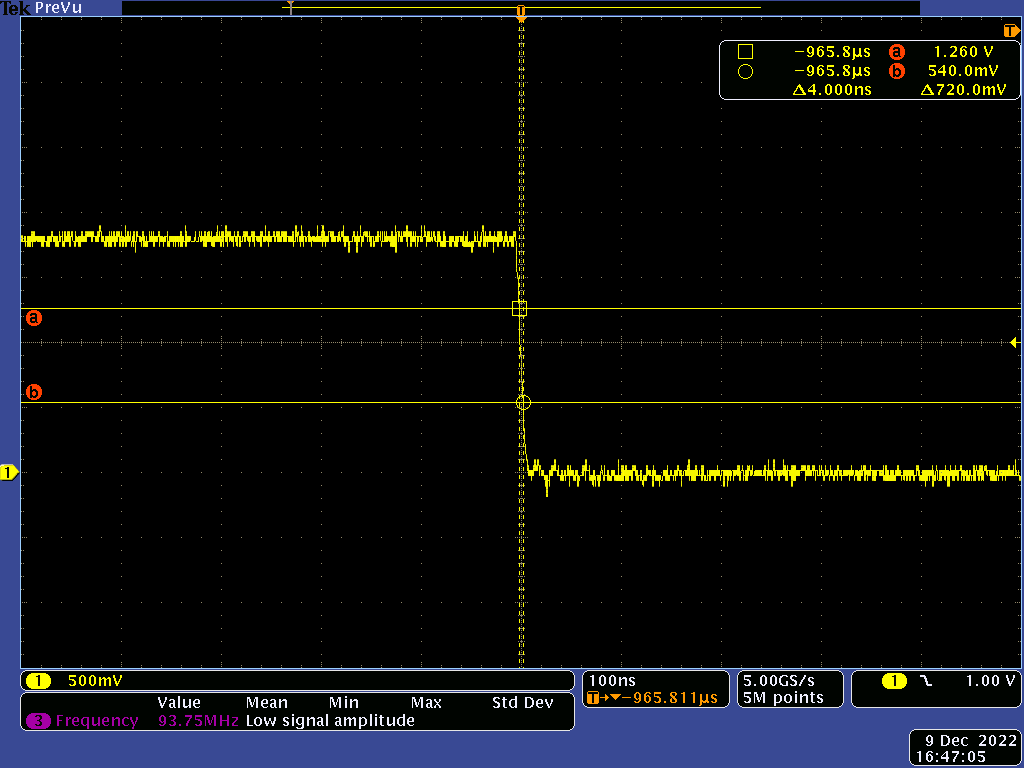 Tek PreVu
T
T
−965.8µs a 1.260 V
−965.8µs b 540.0mV
Δ4.000ns Δ720.0mV
a
b
1
1 500mV
100ns
T→▼−965.811µs
5.00GS/s
5M points
1 1.00 V
Value Mean Min Max Std Dev
3 Frequency 93.75MHz Low signal amplitude
9 Dec 2022
16:47:05